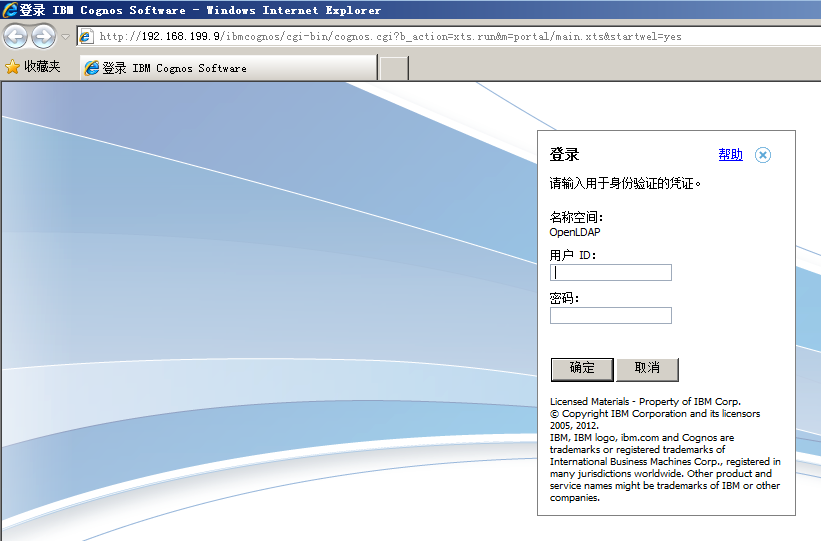 登录 IBM Cognos Software - Windows Internet Explorer
http://192.168.199.9/ibmcognos/cgi-bin/cognos.cgi?b_action=xts.run&m=portal/main.xts&startwel=yes
收藏夹
登录 IBM Cognos Software
登录
帮助
请输入用于身份验证的凭证。
名称空间：
OpenLDAP
用户 ID：
密码：
确定
取消
Licensed Materials - Property of IBM Corp.
© Copyright IBM Corporation and its licensors
2005, 2012.
IBM, IBM logo, ibm.com and Cognos are
trademarks or registered trademarks of
International Business Machines Corp., registered in
many jurisdictions worldwide. Other product and
service names might be trademarks of IBM or other
companies.